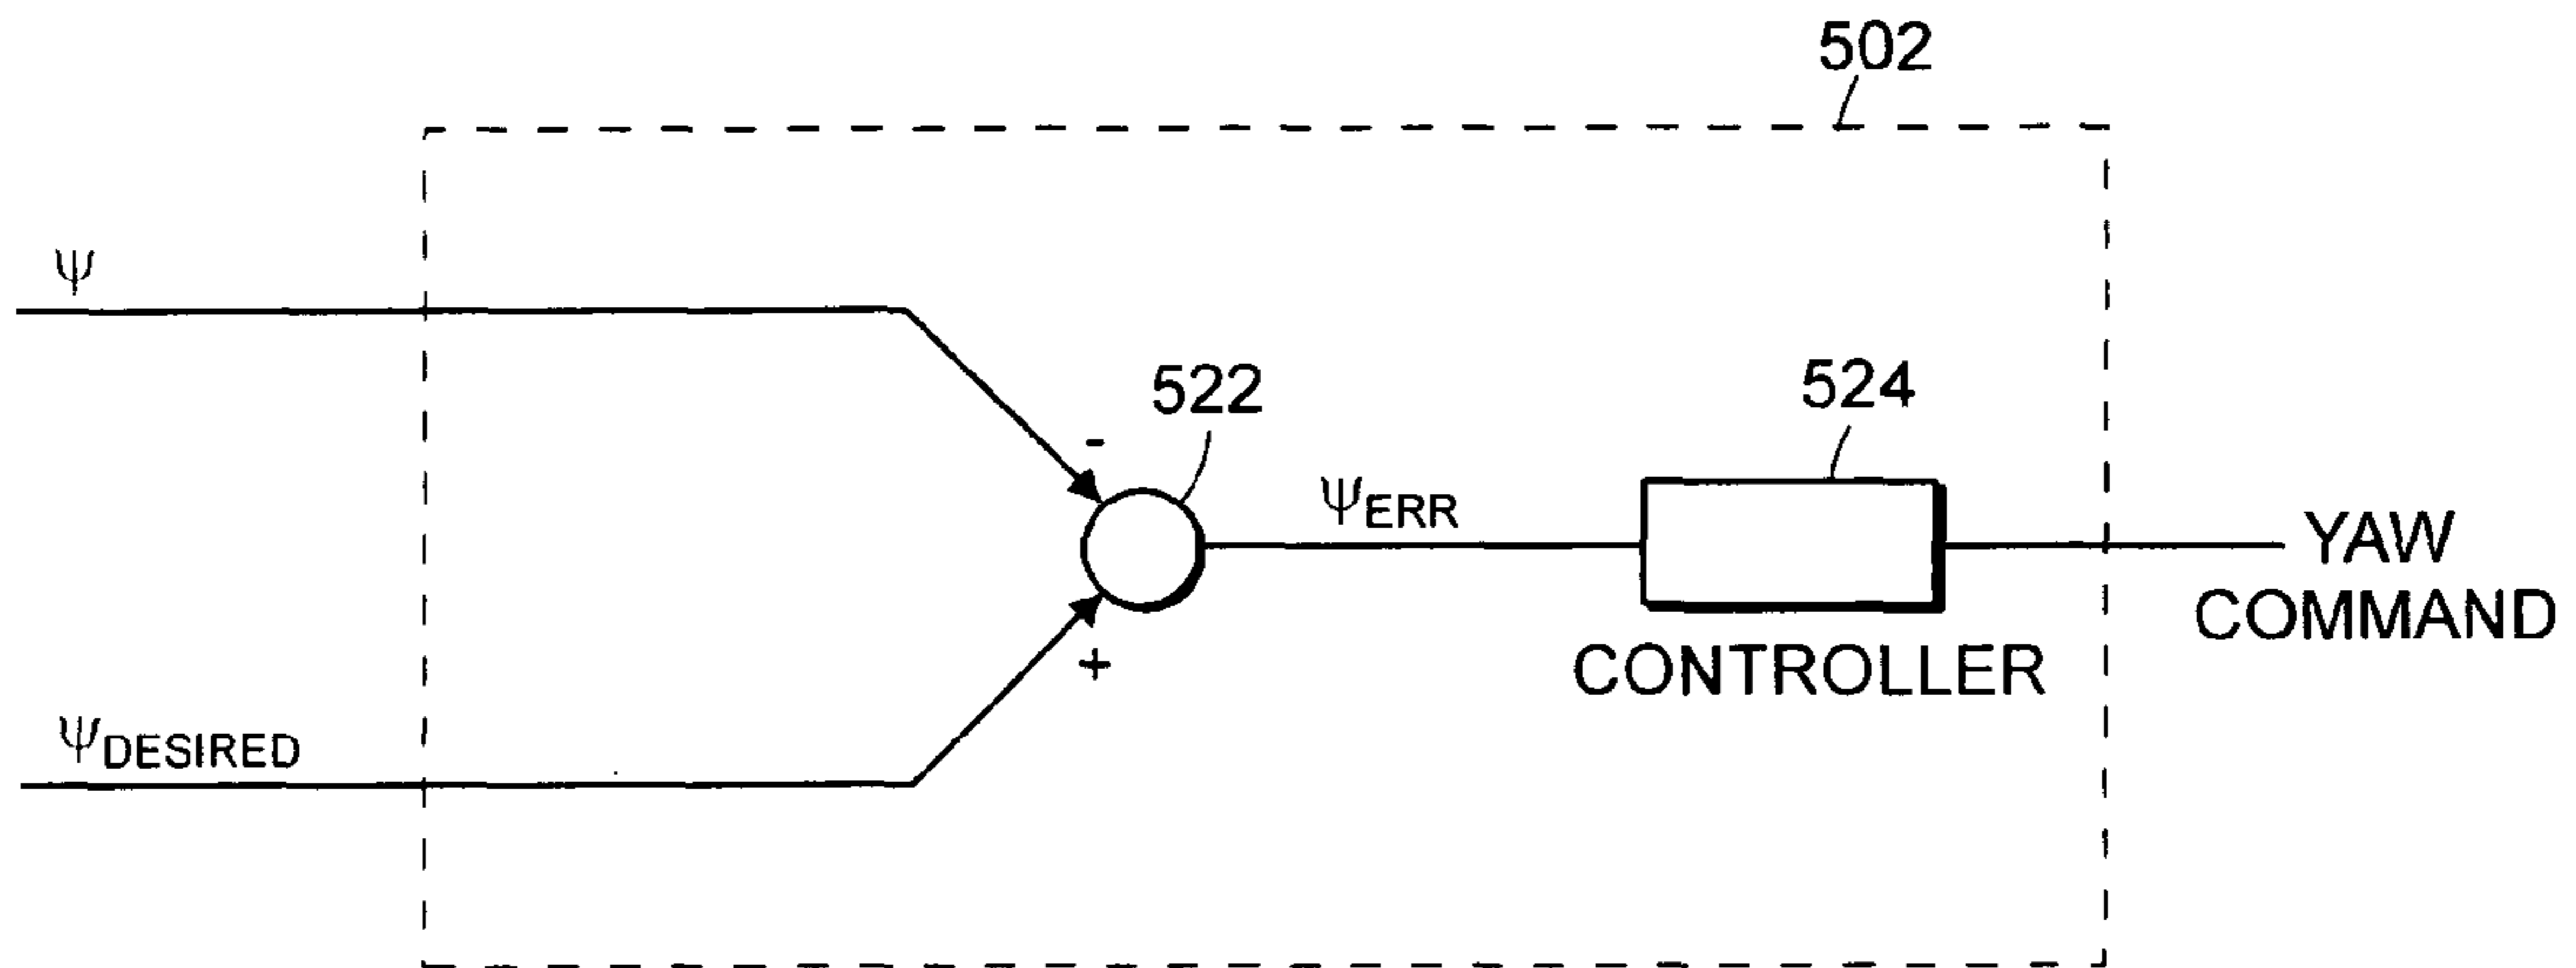 502
ψ
522
524
-
ψERR
YAW
COMMAND
+
CONTROLLER
ψDESIRED